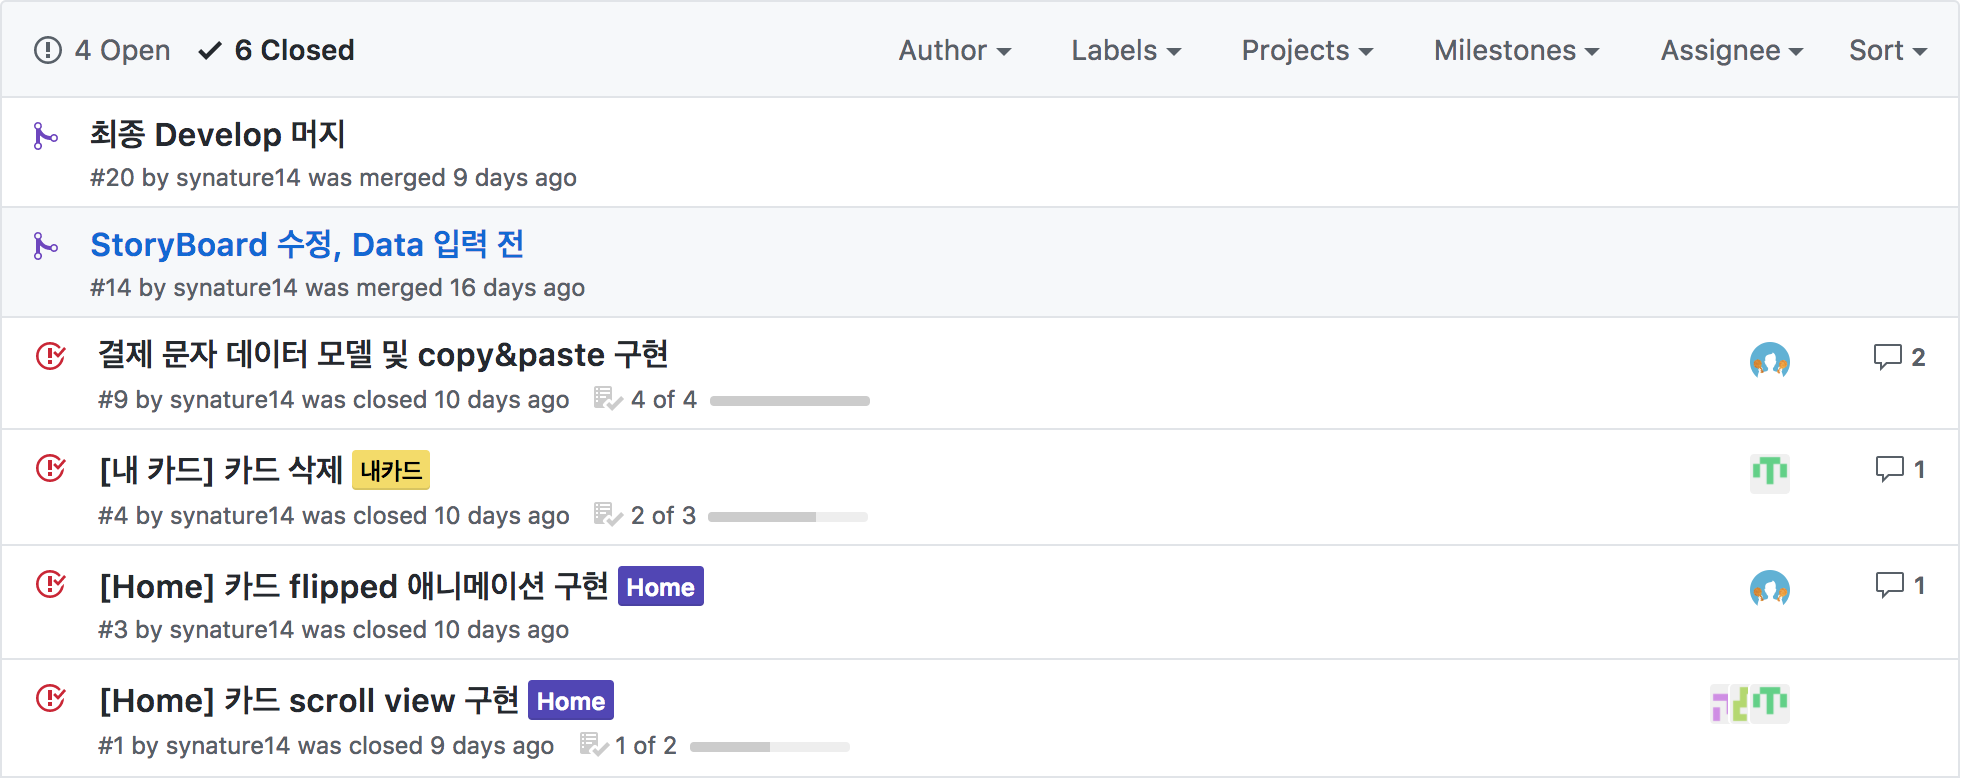 4 Open 6 Closed Author Labels Projects Milestones Assignee Sort
최종 Develop 머지
#20 by synature14 was merged 9 days ago
StoryBoard 수정, Data 입력 전
#14 by synature14 was merged 16 days ago
결제 문자 데이터 모델 및 copy&paste 구현 2
#9 by synature14 was closed 10 days ago 4 of 4
[내 카드] 카드 삭제 내카드 1
#4 by synature14 was closed 10 days ago 2 of 3
[Home] 카드 flipped 애니메이션 구현 Home 1
#3 by synature14 was closed 10 days ago
[Home] 카드 scroll view 구현 Home
#1 by synature14 was closed 9 days ago 1 of 2